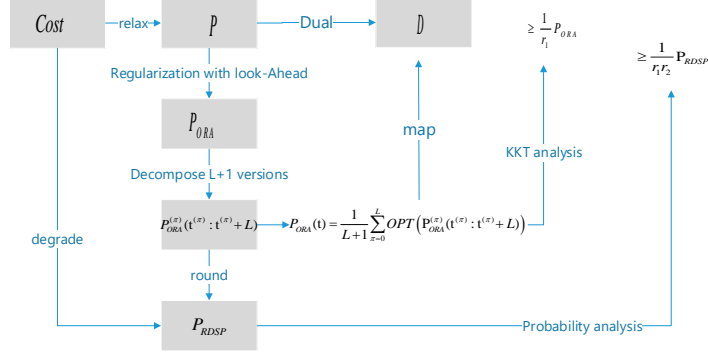 Cost
relax
P
Dual
D
≥ 1/r₁ P_ORA
≥ 1/r₁r₂ P_RDSP
Regularization with look-Ahead
P_ORA
map
KKT analysis
Decompose L+1 versions
P_ORA^(π)(t^(π) : t^(π)+L)
P_ORA(t) = 1/L+1 ∑_{π=0}^{L} OPT(P_ORA^(π)(t^(π) : t^(π)+L))
degrade
round
P_RDSP
Probability analysis